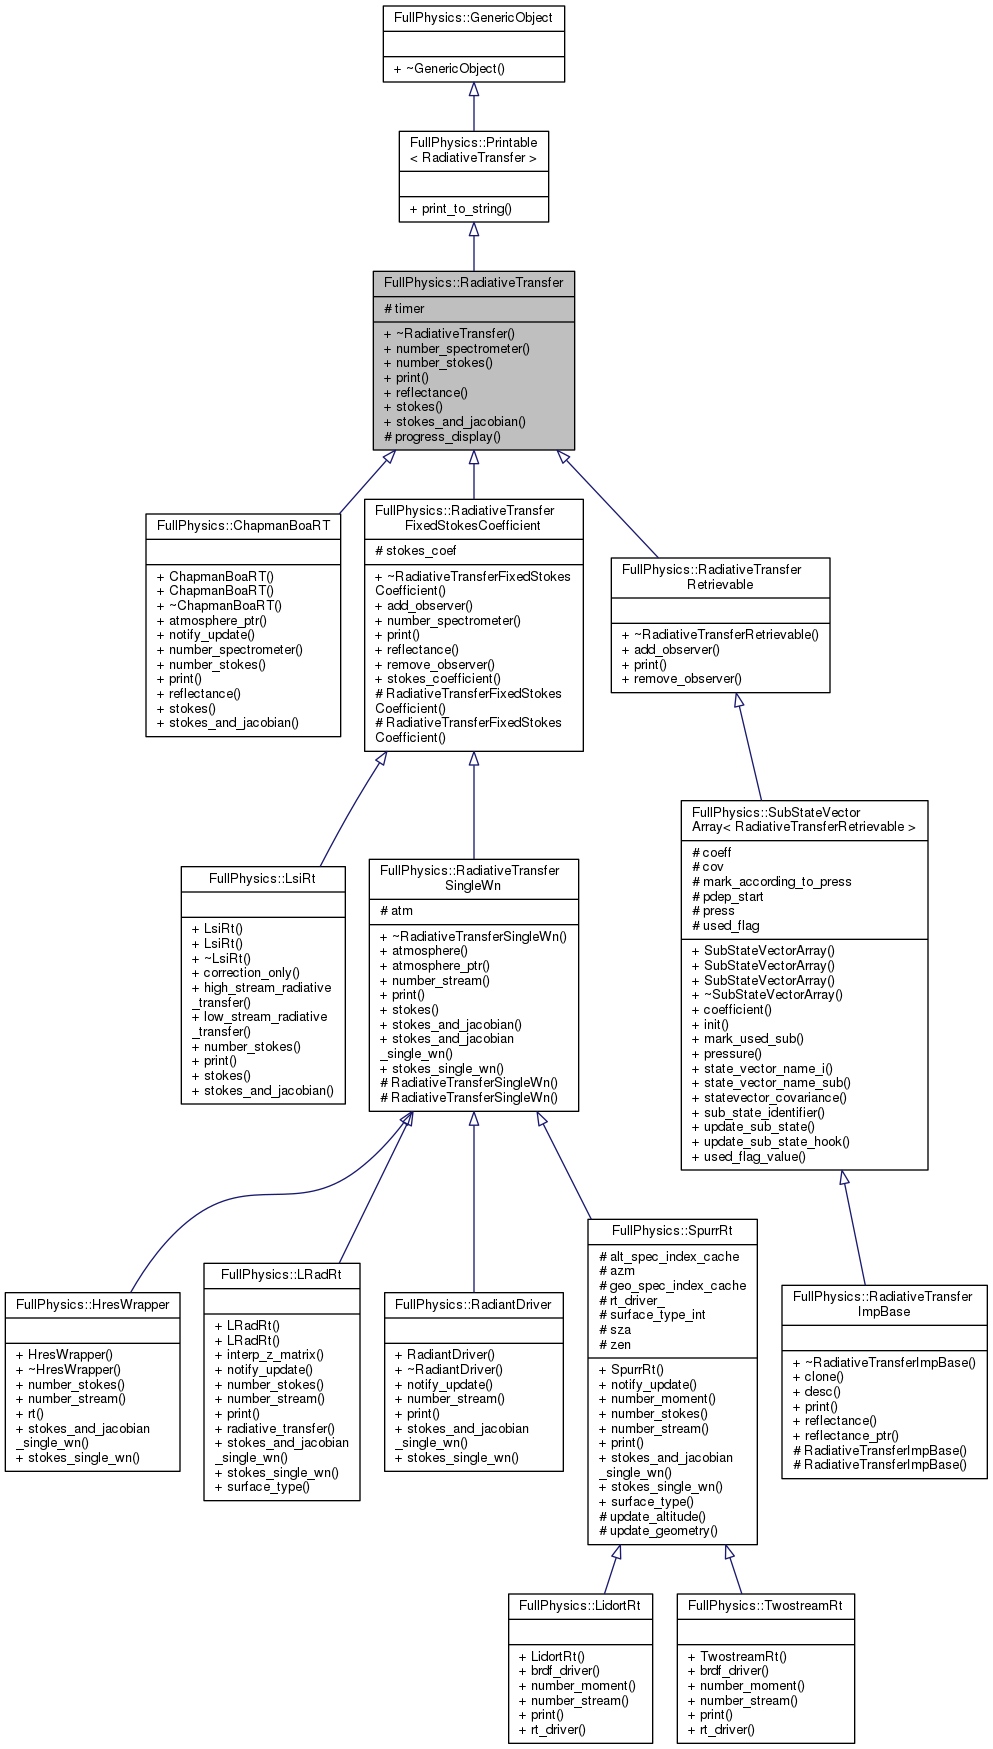 FullPhysics::GenericObject
+ ~GenericObject()
FullPhysics::Printable
< RadiativeTransfer >
+ print_to_string()
FullPhysics::RadiativeTransfer
# timer
+ ~RadiativeTransfer()
+ number_spectrometer()
+ number_stokes()
+ print()
+ reflectance()
+ stokes()
+ stokes_and_jacobian()
# progress_display()
FullPhysics::ChapmanBoaRT
+ ChapmanBoaRT()
+ ChapmanBoaRT()
+ ~ChapmanBoaRT()
+ atmosphere_ptr()
+ notify_update()
+ number_spectrometer()
+ number_stokes()
+ print()
+ reflectance()
+ stokes()
+ stokes_and_jacobian()
FullPhysics::RadiativeTransfer
FixedStokesCoefficient
# stokes_coef
+ ~RadiativeTransferFixedStokes
Coefficient()
+ add_observer()
+ number_spectrometer()
+ print()
+ reflectance()
+ remove_observer()
+ stokes_coefficient()
# RadiativeTransferFixedStokes
Coefficient()
# RadiativeTransferFixedStokes
Coefficient()
FullPhysics::RadiativeTransfer
Retrievable
+ ~RadiativeTransferRetrievable()
+ add_observer()
+ print()
+ remove_observer()
FullPhysics::LsiRt
+ LsiRt()
+ LsiRt()
+ ~LsiRt()
+ correction_only()
+ high_stream_radiative
_transfer()
+ low_stream_radiative
_transfer()
+ number_stokes()
+ print()
+ stokes()
+ stokes_and_jacobian()
FullPhysics::RadiativeTransfer
SingleWn
# atm
+ ~RadiativeTransferSingleWn()
+ atmosphere()
+ atmosphere_ptr()
+ number_stream()
+ print()
+ stokes()
+ stokes_and_jacobian()
+ stokes_and_jacobian
_single_wn()
+ stokes_single_wn()
# RadiativeTransferSingleWn()
# RadiativeTransferSingleWn()
FullPhysics::SubStateVector
Array< RadiativeTransferRetrievable >
# coeff
# cov
# mark_according_to_press
# pdep_start
# press
# used_flag
+ SubStateVectorArray()
+ SubStateVectorArray()
+ SubStateVectorArray()
+ ~SubStateVectorArray()
+ coefficient()
+ init()
+ mark_used_sub()
+ pressure()
+ state_vector_name_i()
+ state_vector_name_sub()
+ statevector_covariance()
+ sub_state_identifier()
+ update_sub_state()
+ update_sub_state_hook()
+ used_flag_value()
FullPhysics::HresWrapper
+ HresWrapper()
+ ~HresWrapper()
+ number_stokes()
+ number_stream()
+ rt()
+ stokes_and_jacobian
_single_wn()
+ stokes_single_wn()
FullPhysics::LRadRt
+ LRadRt()
+ LRadRt()
+ interp_z_matrix()
+ notify_update()
+ number_stokes()
+ number_stream()
+ print()
+ radiative_transfer()
+ stokes_and_jacobian
_single_wn()
+ stokes_single_wn()
+ surface_type()
FullPhysics::RadiantDriver
+ RadiantDriver()
+ ~RadiantDriver()
+ notify_update()
+ number_stream()
+ print()
+ stokes_and_jacobian
_single_wn()
+ stokes_single_wn()
FullPhysics::SpurrRt
# alt_spec_index_cache
# azm
# geo_spec_index_cache
# rt_driver_
# surface_type_int
# sza
# zen
+ SpurrRt()
+ notify_update()
+ number_moment()
+ number_stokes()
+ number_stream()
+ print()
+ stokes_and_jacobian
_single_wn()
+ stokes_single_wn()
+ surface_type()
# update_altitude()
# update_geometry()
FullPhysics::RadiativeTransfer
ImpBase
+ ~RadiativeTransferImpBase()
+ clone()
+ desc()
+ print()
+ reflectance()
+ reflectance_ptr()
# RadiativeTransferImpBase()
# RadiativeTransferImpBase()
FullPhysics::LidortRt
+ LidortRt()
+ brdf_driver()
+ number_moment()
+ number_stream()
+ print()
+ rt_driver()
FullPhysics::TwostreamRt
+ TwostreamRt()
+ brdf_driver()
+ number_moment()
+ number_stream()
+ print()
+ rt_driver()